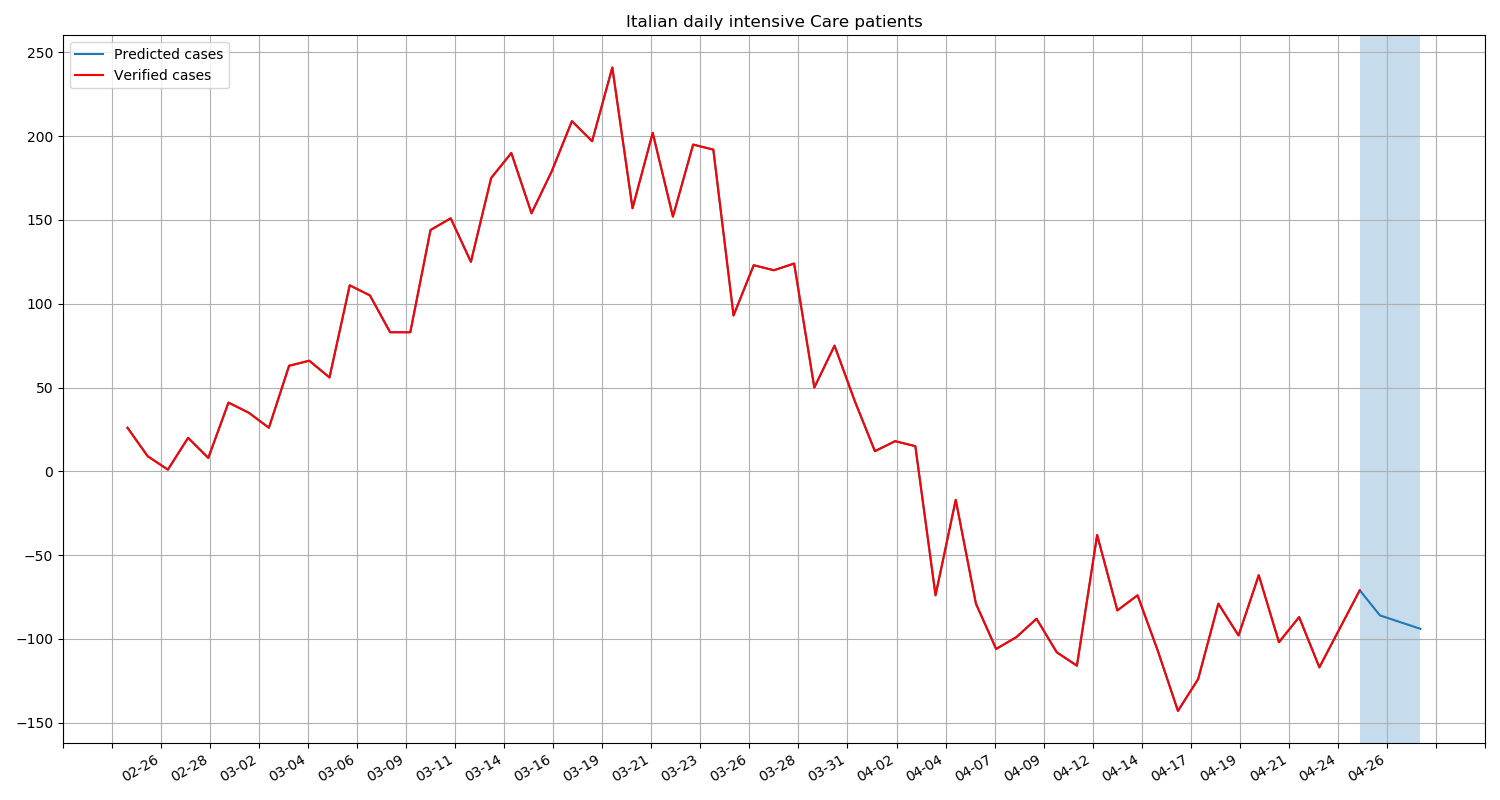 Italian daily intensive Care patients
Predicted cases
Verified cases
250
200
150
100
50
0
−50
−100
−150
02-26 02-28 03-02 03-04 03-06 03-09 03-11 03-14 03-16 03-19 03-21 03-23 03-26 03-28 03-31 04-02 04-04 04-07 04-09 04-12 04-14 04-17 04-19 04-21 04-24 04-26